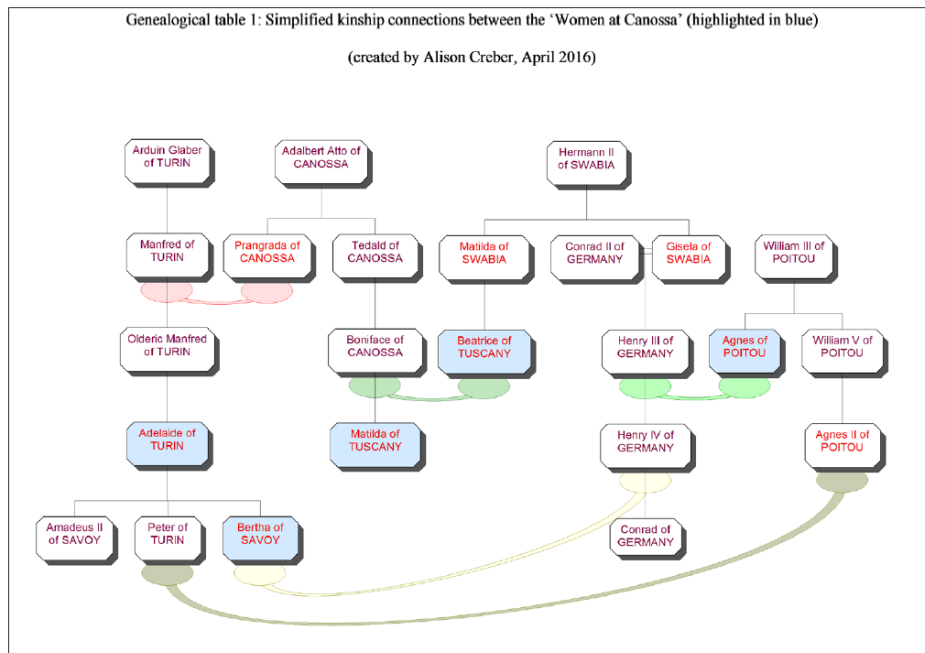 Genealogical table 1: Simplified kinship connections between the ‘Women at Canossa’ (highlighted in blue)
(created by Alison Creber, April 2016)
Arduin Glaber
of TURIN
Adalbert Atto of
CANOSSA
Hermann II
of SWABIA
Manfred of
TURIN
Prangrada of
CANOSSA
Tedald of
CANOSSA
Matilda of
SWABIA
Conrad II of
GERMANY
Gisela of
SWABIA
William III of
POITOU
Olderic Manfred
of TURIN
Boniface of
CANOSSA
Beatrice of
TUSCANY
Henry III of
GERMANY
Agnes of
POITOU
William V of
POITOU
Adelaide of
TURIN
Matilda of
TUSCANY
Henry IV of
GERMANY
Agnes II of
POITOU
Amadeus II
of SAVOY
Peter of
TURIN
Bertha of
SAVOY
Conrad of
GERMANY